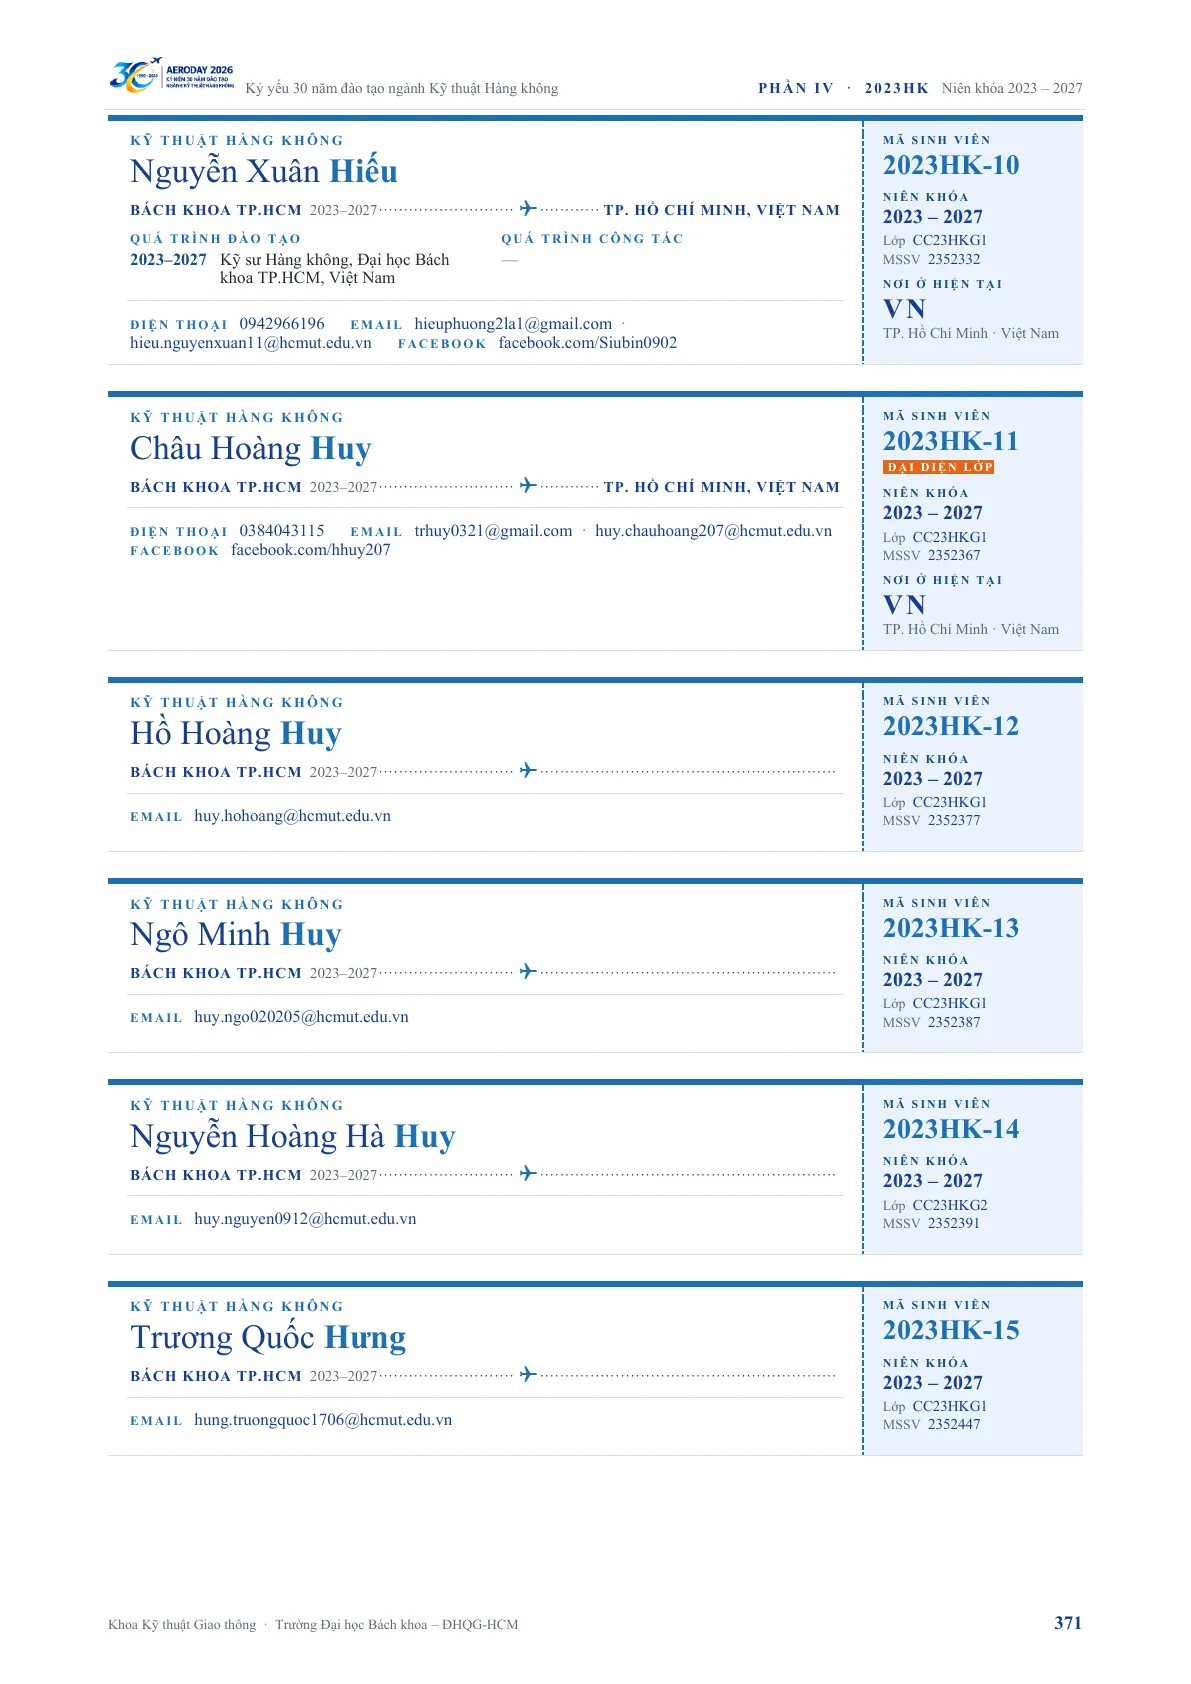 30 1996 - 2026 AERODAY 2026
KỶ NIỆM 30 NĂM ĐÀO TẠO
NGÀNH KỸ THUẬT HÀNG KHÔNG
Kỷ yếu 30 năm đào tạo ngành Kỹ thuật Hàng không
PHẦN IV · 2023HK Niên khóa 2023 – 2027
KỸ THUẬT HÀNG KHÔNG
Nguyễn Xuân Hiếu
BÁCH KHOA TP.HCM 2023–2027 TP. HỒ CHÍ MINH, VIỆT NAM
QUÁ TRÌNH ĐÀO TẠO
2023–2027 Kỹ sư Hàng không, Đại học Bách
khoa TP.HCM, Việt Nam
QUÁ TRÌNH CÔNG TÁC
—
ĐIỆN THOẠI 0942966196 EMAIL hieuphuong2la1@gmail.com ·
hieu.nguyenxuan11@hcmut.edu.vn FACEBOOK facebook.com/Siubin0902
MÃ SINH VIÊN
2023HK-10
NIÊN KHÓA
2023 – 2027
Lớp CC23HKG1
MSSV 2352332
NƠI Ở HIỆN TẠI
VN
TP. Hồ Chí Minh · Việt Nam
KỸ THUẬT HÀNG KHÔNG
Châu Hoàng Huy
BÁCH KHOA TP.HCM 2023–2027 TP. HỒ CHÍ MINH, VIỆT NAM
ĐIỆN THOẠI 0384043115 EMAIL trhuy0321@gmail.com · huy.chauhoang207@hcmut.edu.vn
FACEBOOK facebook.com/hhuy207
MÃ SINH VIÊN
2023HK-11
ĐẠI DIỆN LỚP
NIÊN KHÓA
2023 – 2027
Lớp CC23HKG1
MSSV 2352367
NƠI Ở HIỆN TẠI
VN
TP. Hồ Chí Minh · Việt Nam
KỸ THUẬT HÀNG KHÔNG
Hồ Hoàng Huy
BÁCH KHOA TP.HCM 2023–2027
EMAIL huy.hohoang@hcmut.edu.vn
MÃ SINH VIÊN
2023HK-12
NIÊN KHÓA
2023 – 2027
Lớp CC23HKG1
MSSV 2352377
KỸ THUẬT HÀNG KHÔNG
Ngô Minh Huy
BÁCH KHOA TP.HCM 2023–2027
EMAIL huy.ngo020205@hcmut.edu.vn
MÃ SINH VIÊN
2023HK-13
NIÊN KHÓA
2023 – 2027
Lớp CC23HKG1
MSSV 2352387
KỸ THUẬT HÀNG KHÔNG
Nguyễn Hoàng Hà Huy
BÁCH KHOA TP.HCM 2023–2027
EMAIL huy.nguyen0912@hcmut.edu.vn
MÃ SINH VIÊN
2023HK-14
NIÊN KHÓA
2023 – 2027
Lớp CC23HKG2
MSSV 2352391
KỸ THUẬT HÀNG KHÔNG
Trương Quốc Hưng
BÁCH KHOA TP.HCM 2023–2027
EMAIL hung.truongquoc1706@hcmut.edu.vn
MÃ SINH VIÊN
2023HK-15
NIÊN KHÓA
2023 – 2027
Lớp CC23HKG1
MSSV 2352447
Khoa Kỹ thuật Giao thông · Trường Đại học Bách khoa – ĐHQG-HCM
371